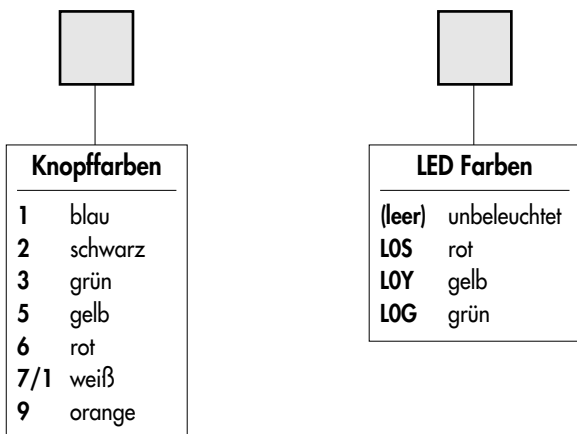 Knopffarben
1 blau
2 schwarz
3 grün
5 gelb
6 rot
7/1 weiß
9 orange
LED Farben
(leer) unbeleuchtet
L0S rot
L0Y gelb
L0G grün